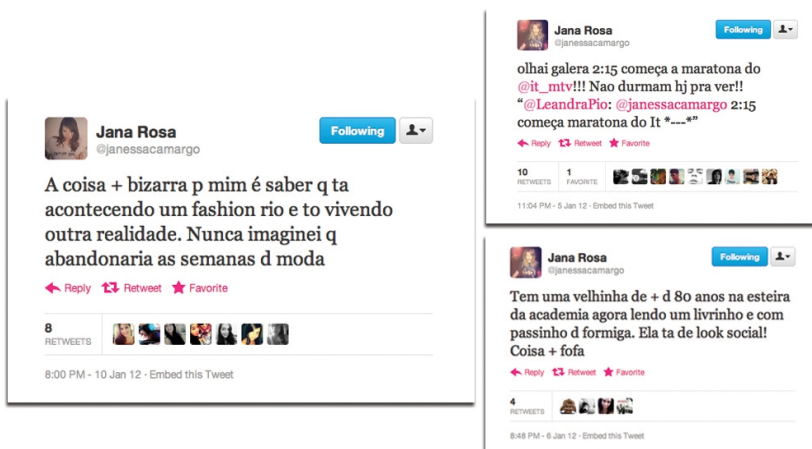 Jana Rosa
@janessacamargo
Following
A coisa + bizarra p mim é saber q ta
acontecendo um fashion rio e to vivendo
outra realidade. Nunca imaginei q
abandonaria as semanas d moda
Reply Retweet Favorite
8
RETWEETS
8:00 PM - 10 Jan 12 · Embed this Tweet
Jana Rosa
@janessacamargo
Following
olhai galera 2:15 começa a maratona do
@it_mtv!!! Nao durmam hj pra ver!!
“@LeandraPio: @janessacamargo 2:15
começa maratona do It *---*”
Reply Retweet Favorite
10 1
RETWEETS FAVORITE
11:04 PM - 5 Jan 12 · Embed this Tweet
Jana Rosa
@janessacamargo
Following
Tem uma velhinha de + d 80 anos na esteira
da academia agora lendo um livrinho e com
passinho d formiga. Ela ta de look social!
Coisa + fofa
Reply Retweet Favorite
4
RETWEETS
8:48 PM - 6 Jan 12 · Embed this Tweet